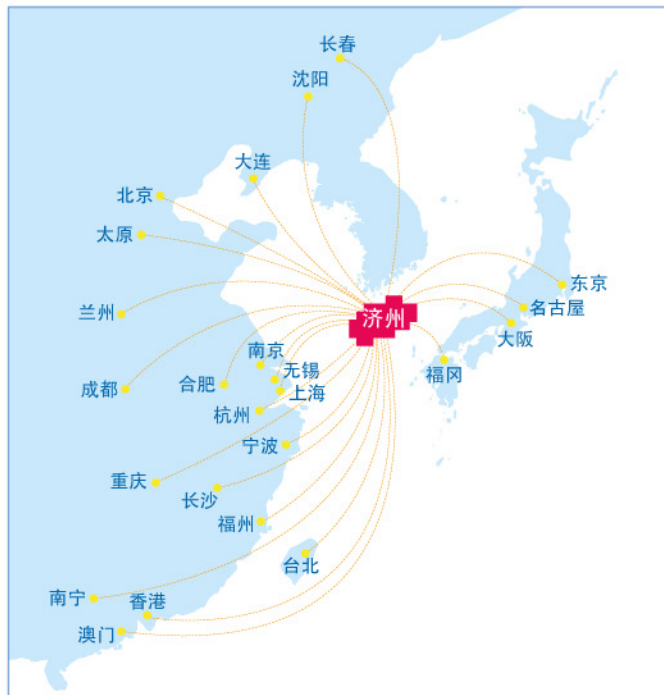 长春
沈阳
大连
北京
太原
东京
兰州
名古屋
济州
大阪
南京
福冈
无锡
合肥
成都
上海
杭州
宁波
重庆
长沙
福州
台北
南宁
香港
澳门